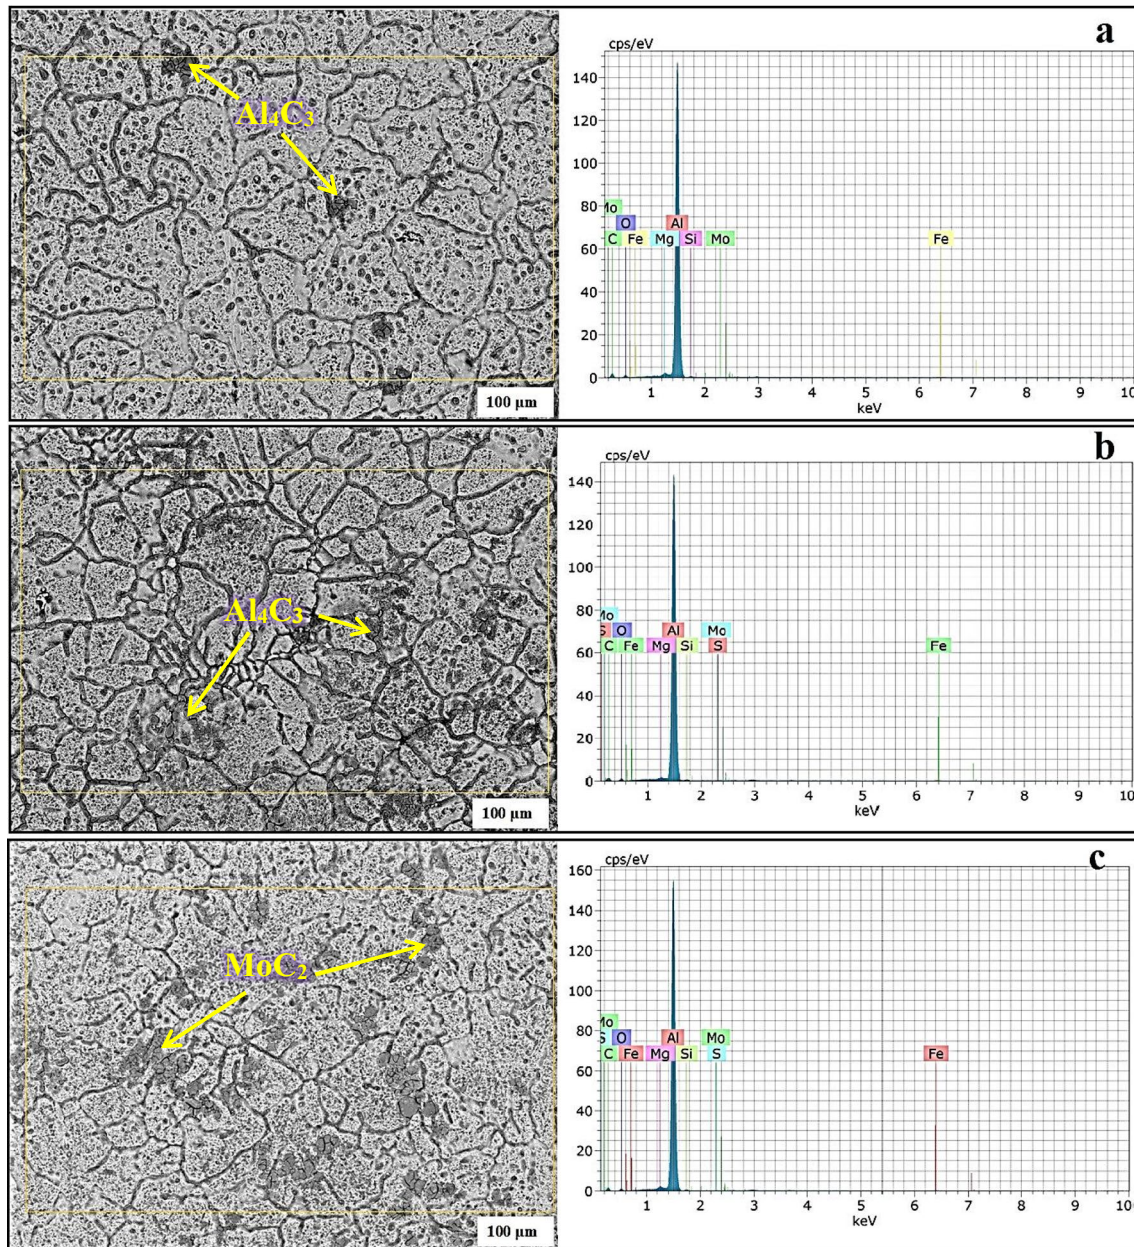 a
Al₄C₃
100 µm
cps/eV
140
120
100
80
60
40
20
0
Mo
O Al
C Fe Mg Si Mo Fe
1 2 3 4 5 6 7 8 9 10
keV
b
Al₄C₃
100 µm
cps/eV
140
120
100
80
60
40
20
0
Mo Mo
S O Al
C Fe Mg Si S Fe
1 2 3 4 5 6 7 8 9 10
keV
c
MoC₂
100 µm
cps/eV
160
140
120
100
80
60
40
20
0
Mo
S O Al Mo
C Fe Mg Si S Fe
1 2 3 4 5 6 7 8 9 10
keV